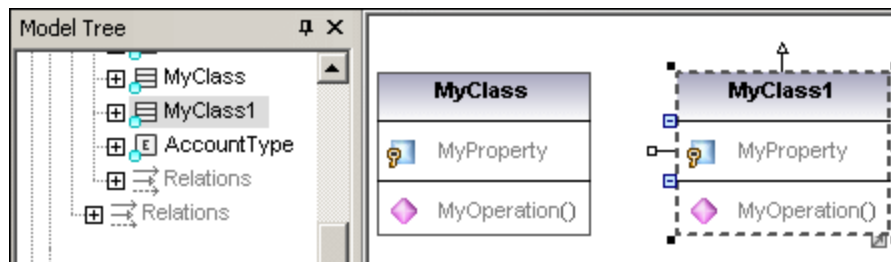 Model Tree
MyClass
MyClass1
E AccountType
Relations
Relations
MyClass
MyProperty
MyOperation()
MyClass1
MyProperty
MyOperation()